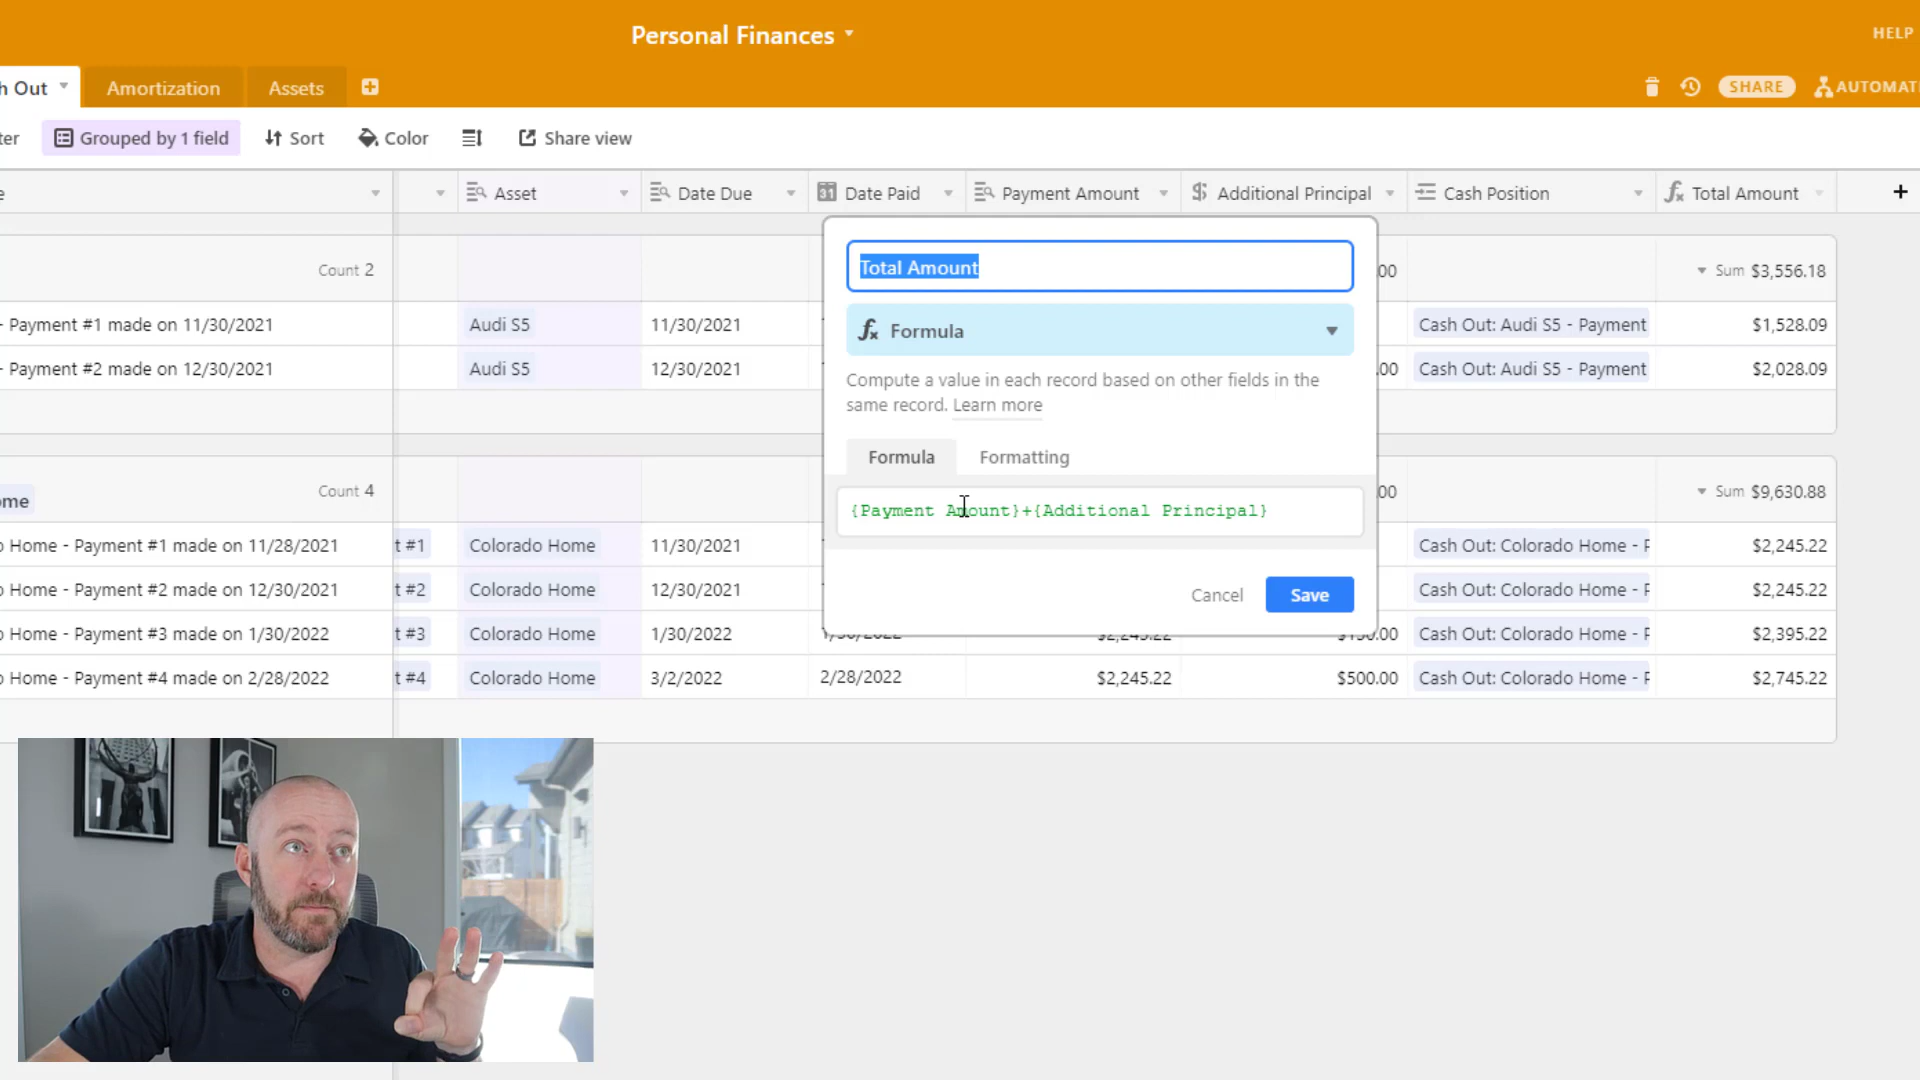 Personal Finances
HELP
h Out
Amortization
Assets
SHARE
AUTOMAT
ter
Grouped by 1 field
Sort
Color
Share view
e
Asset
Date Due
31
Date Paid
Payment Amount
Additional Principal
Cash Position
Total Amount
Count 2
00
Sum $3,556.18
- Payment #1 made on 11/30/2021
Audi S5
11/30/2021
Cash Out: Audi S5 - Payment
$1,528.09
- Payment #2 made on 12/30/2021
Audi S5
12/30/2021
.00
Cash Out: Audi S5 - Payment
$2,028.09
ome
Count 4
00
Sum $9,630.88
o Home - Payment #1 made on 11/28/2021
t #1
Colorado Home
11/30/2021
Cash Out: Colorado Home - P
$2,245.22
o Home - Payment #2 made on 12/30/2021
t #2
Colorado Home
12/30/2021
Cash Out: Colorado Home - P
$2,245.22
o Home - Payment #3 made on 1/30/2022
t #3
Colorado Home
1/30/2022
1/30/2022
$2,245.22
$150.00
Cash Out: Colorado Home - P
$2,395.22
o Home - Payment #4 made on 2/28/2022
t #4
Colorado Home
3/2/2022
2/28/2022
$2,245.22
$500.00
Cash Out: Colorado Home - P
$2,745.22
Total Amount
Formula
Compute a value in each record based on other fields in the
same record. Learn more
Formula
Formatting
{Payment Amount}+{Additional Principal}
Cancel
Save